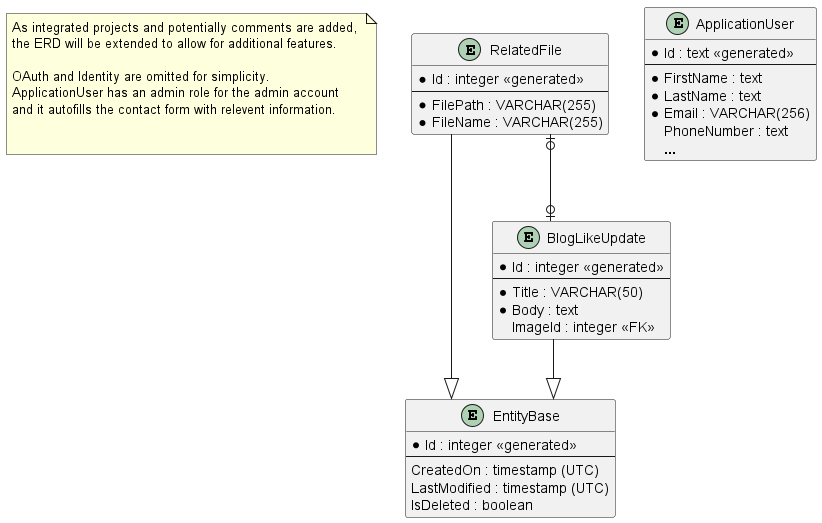 As integrated projects and potentially comments are added,
the ERD will be extended to allow for additional features.
OAuth and Identity are omitted for simplicity.
ApplicationUser has an admin role for the admin account
and it autofills the contact form with relevent information.
E RelatedFile
Id : integer «generated»
FilePath : VARCHAR(255)
FileName : VARCHAR(255)
E ApplicationUser
Id : text «generated»
FirstName : text
LastName : text
Email : VARCHAR(256)
PhoneNumber : text
...
E BlogLikeUpdate
Id : integer «generated»
Title : VARCHAR(50)
Body : text
ImageId : integer «FK»
E EntityBase
Id : integer «generated»
CreatedOn : timestamp (UTC)
LastModified : timestamp (UTC)
IsDeleted : boolean